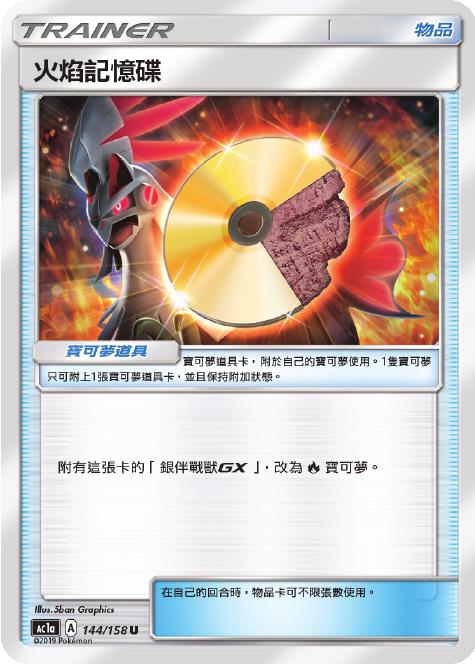 TRAINER 物品
火焰記憶碟
寶可夢道具 寶可夢道具卡，附於自己的寶可夢使用。1隻寶可夢
只可附上1張寶可夢道具卡，並且保持附加狀態。
附有這張卡的「 銀伴戰獸GX 」，改為 寶可夢。
在自己的回合時，物品卡可不限張數使用。
Illus.5ban Graphics
AC1a A 144/158 U
©2019 Pokémon